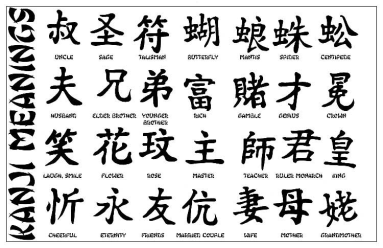 KANJI MEANINGS
叔 圣 符 蝴 螂 蛛 蚣
UNCLE SAGE TALISMAN BUTTERFLY MANTIS SPIDER CENTIPEDE
夫 兄 弟 富 赌 才 冕
HUSBAND ELDER BROTHER YOUNGER BROTHER RICH GAMBLE GENIUS CROWN
笑 花 玟 主 師 君 皇
LAUGH, SMILE FLOWER ROSE MASTER TEACHER RULER MONARCH KING
忻 永 友 伉 妻 母 姥
CHEERFUL ETERNITY FRIENDS MARRIED COUPLE WIFE MOTHER GRANDMOTHER